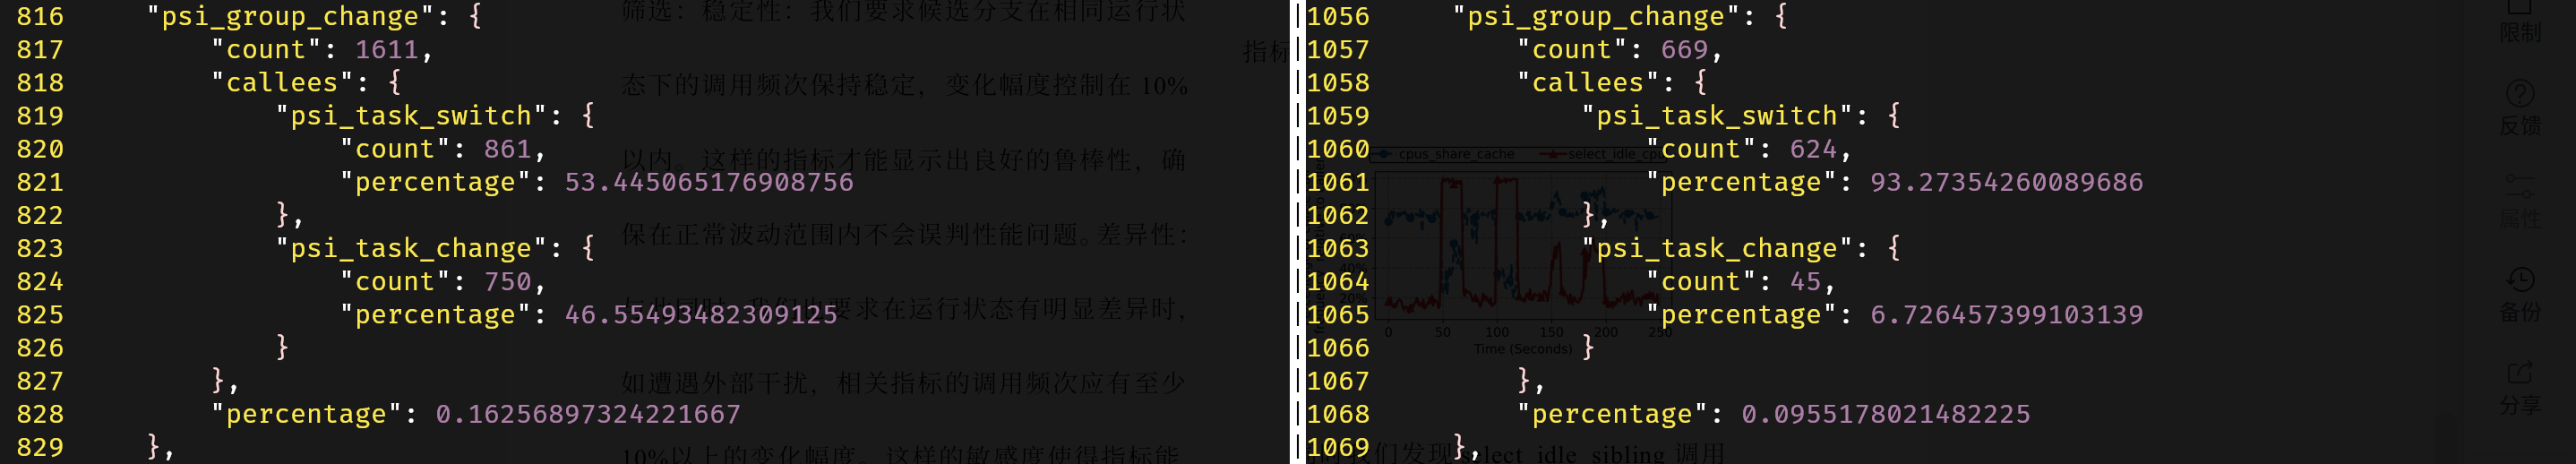 816 "psi_group_change": {
817 "count": 1611,
818 "callees": {
819 "psi_task_switch": {
820 "count": 861,
821 "percentage": 53.445065176908756
822 },
823 "psi_task_change": {
824 "count": 750,
825 "percentage": 46.55493482309125
826 }
827 },
828 "percentage": 0.16256897324221667
829 },
筛选：稳定性：我们要求候选分支在相同运行状
指标
态下的调用频次保持稳定，变化幅度控制在 10%
以内。这样的指标才能显示出良好的鲁棒性，确
保在正常波动范围内不会误判性能问题。差异性：
我们也要求在运行状态有明显差异时，
如遭遇外部干扰，相关指标的调用频次应有至少
10%以上的变化幅度。这样的敏感度使得指标能
1056 "psi_group_change": {
1057 "count": 669,
1058 "callees": {
1059 "psi_task_switch": {
1060 "count": 624,
1061 "percentage": 93.27354260089686
1062 },
1063 "psi_task_change": {
1064 "count": 45,
1065 "percentage": 6.726457399103139
1066 }
1067 },
1068 "percentage": 0.0955178021482225
1069 },
cpus_share_cache
select_idle_cpu
20%
0 50 100 150 200 250
Time (Seconds)
我们发现 select_idle_sibling 调用
限制
反馈
属性
备份
分享